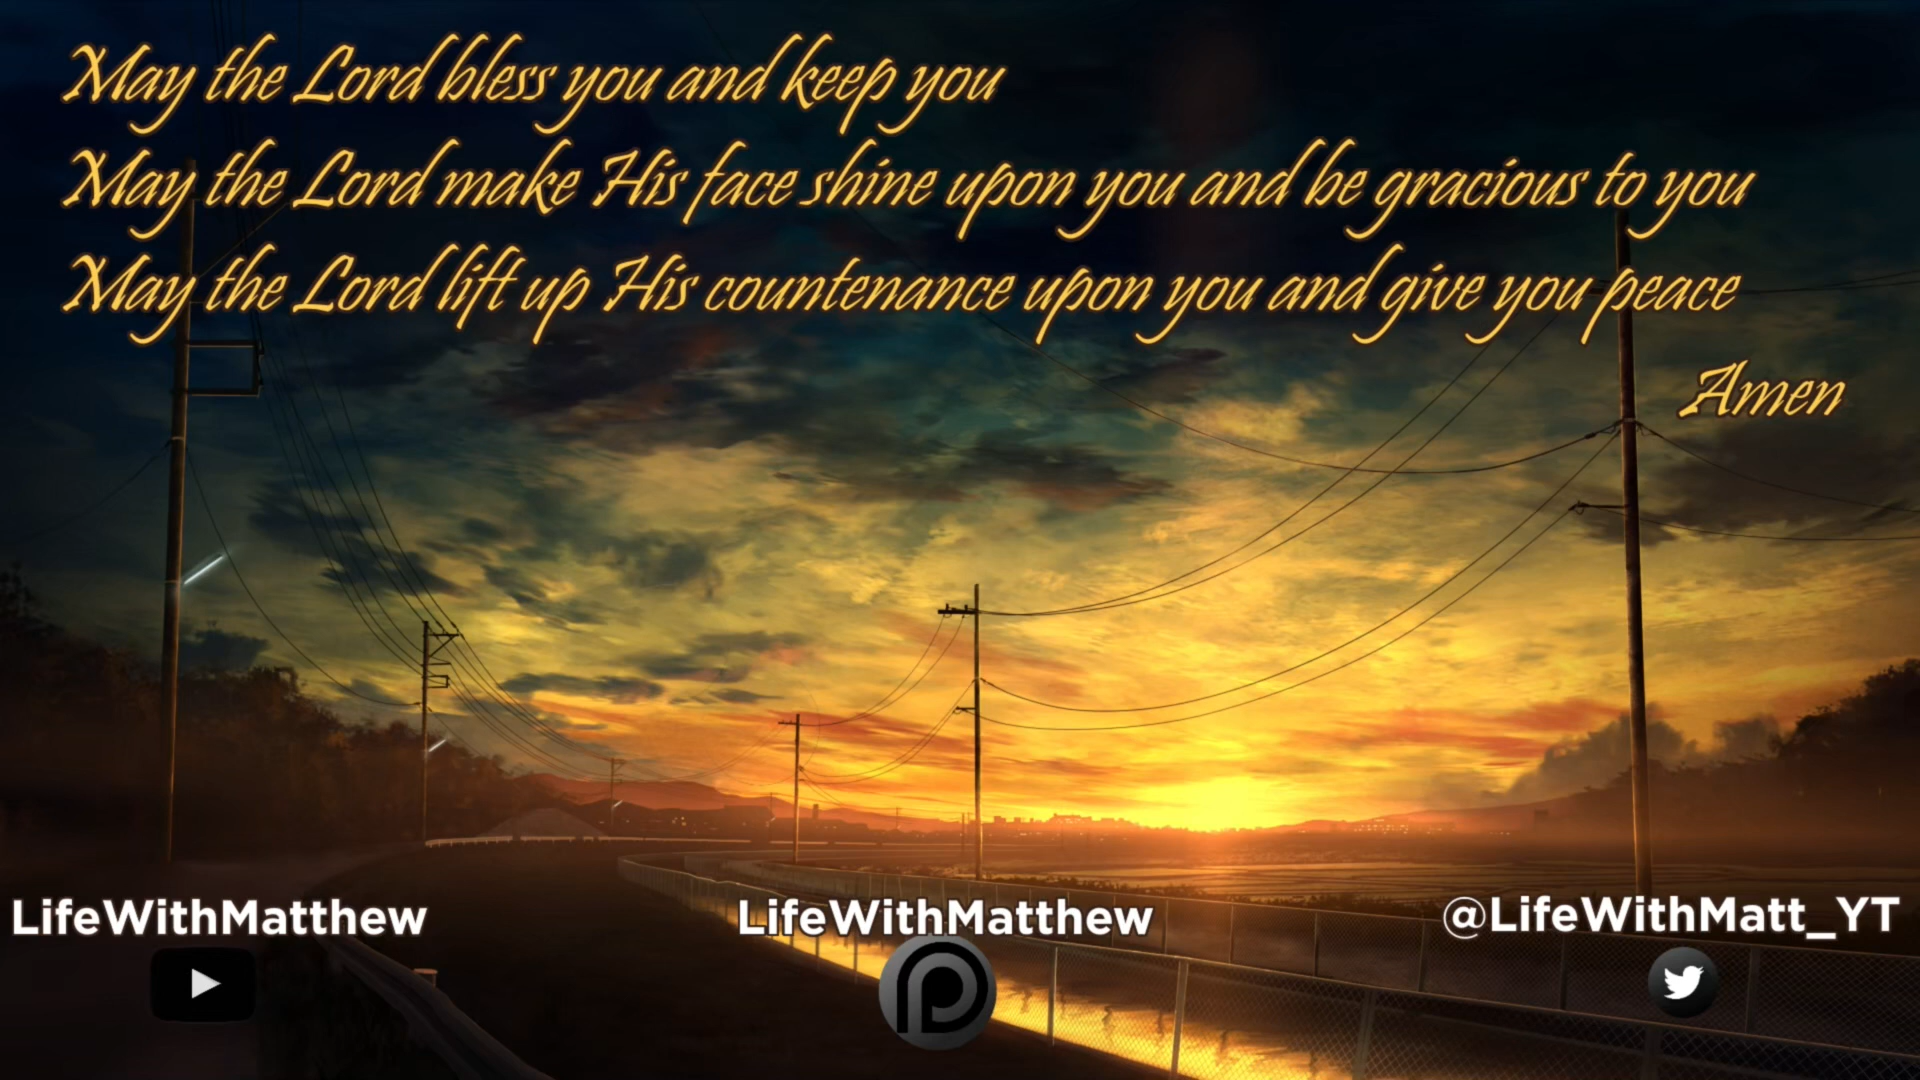 May the Lord bless you and keep you
May the Lord make His face shine upon you and be gracious to you
May the Lord lift up His countenance upon you and give you peace
Amen
LifeWithMatthew
LifeWithMatthew
@LifeWithMatt_YT